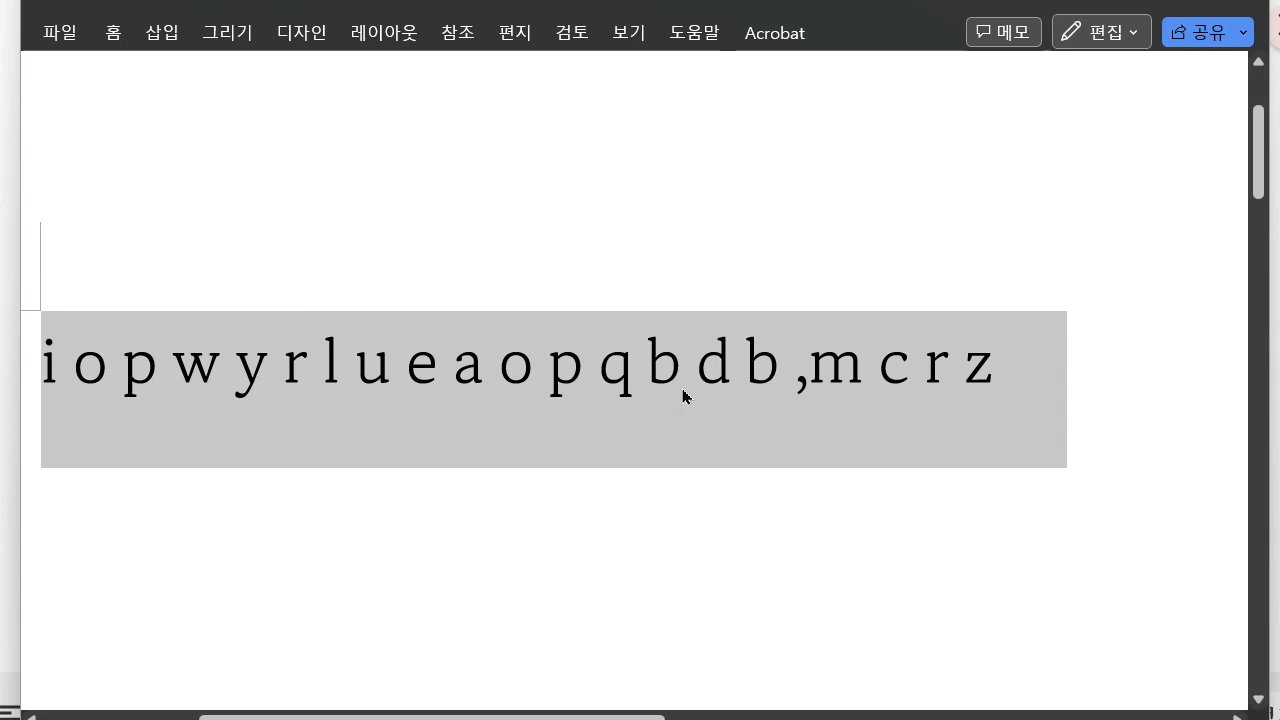 파일 홈 삽입 그리기 디자인 레이아웃 참조 편지 검토 보기 도움말 Acrobat 메모 편집 공유
i o p w y r l u e a o p q b d b ,m c r z